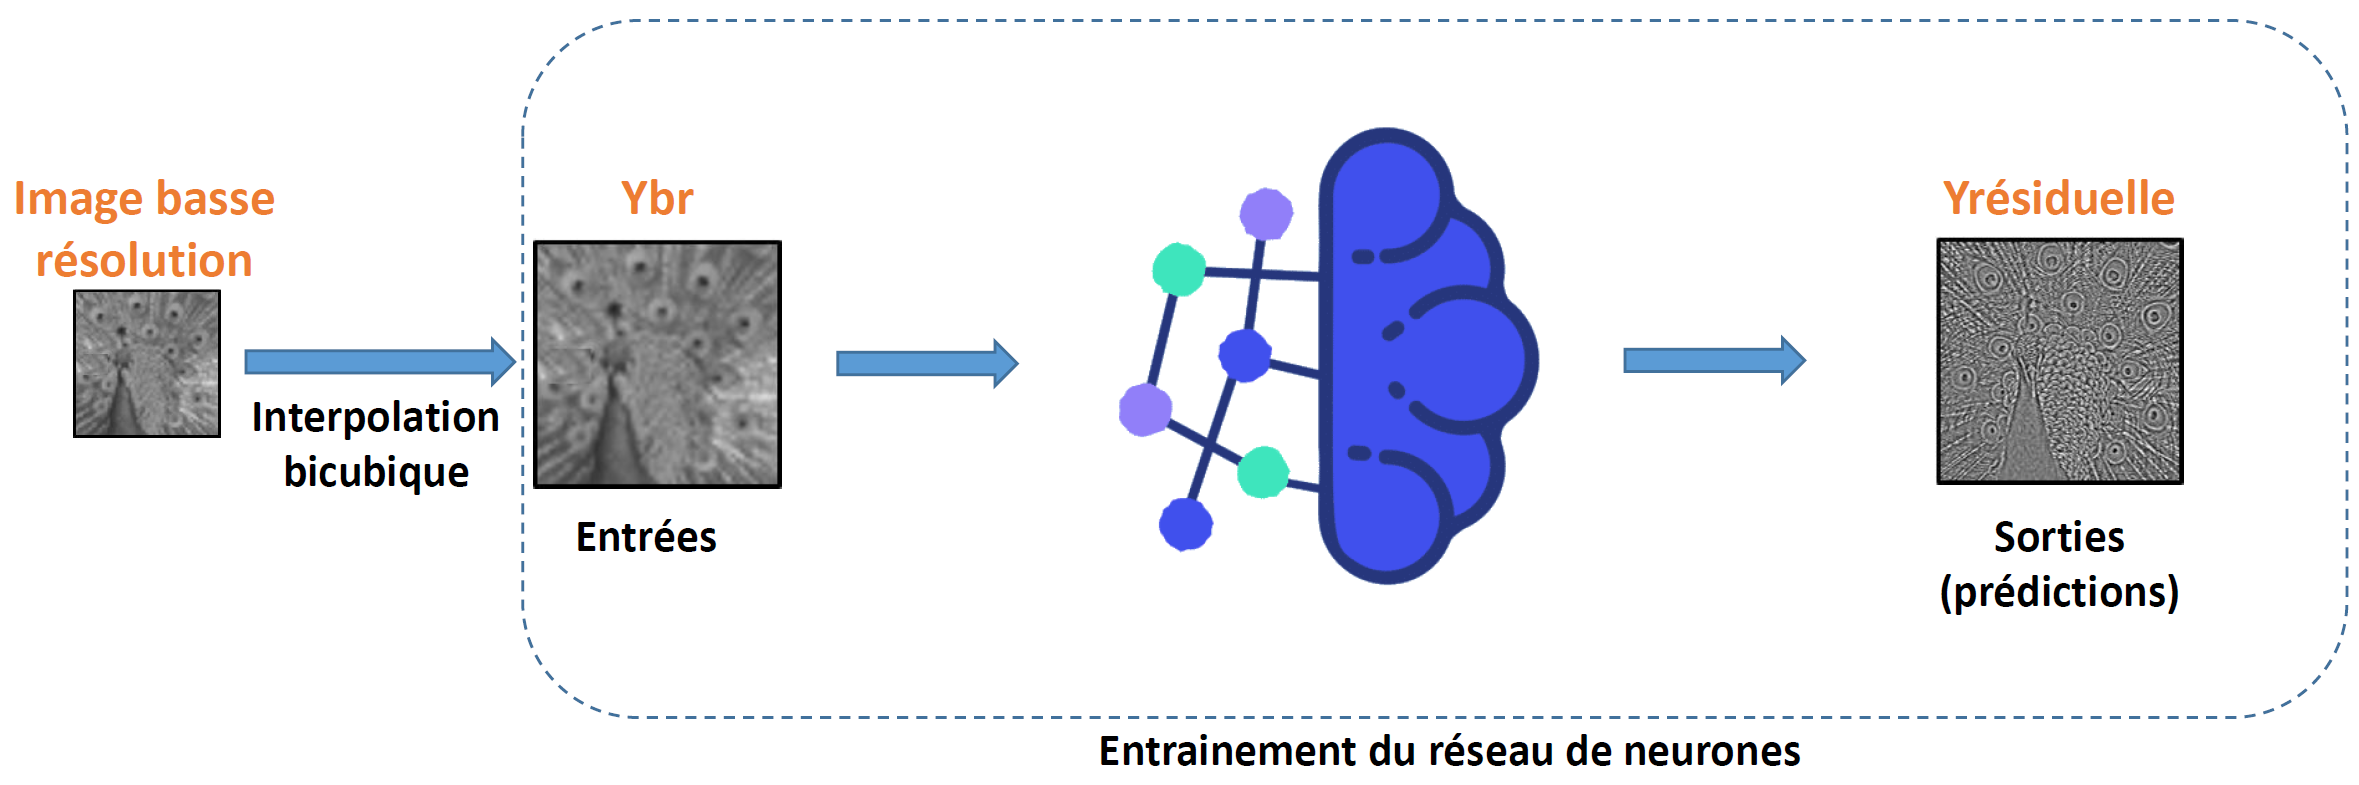 Image basse
résolution
Interpolation
bicubique
Ybr
Entrées
Yrésiduelle
Sorties
(prédictions)
Entrainement du réseau de neurones